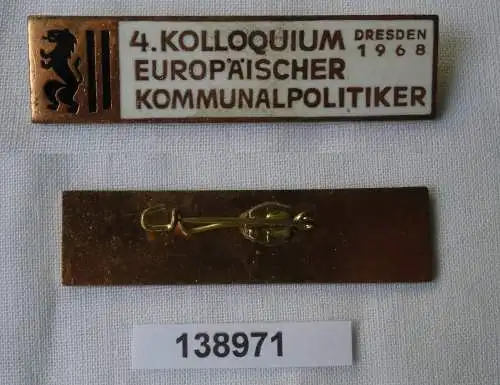 4. KOLLOQUIUM DRESDEN
EUROPÄISCHER 1968
KOMMUNALPOLITIKER
138971